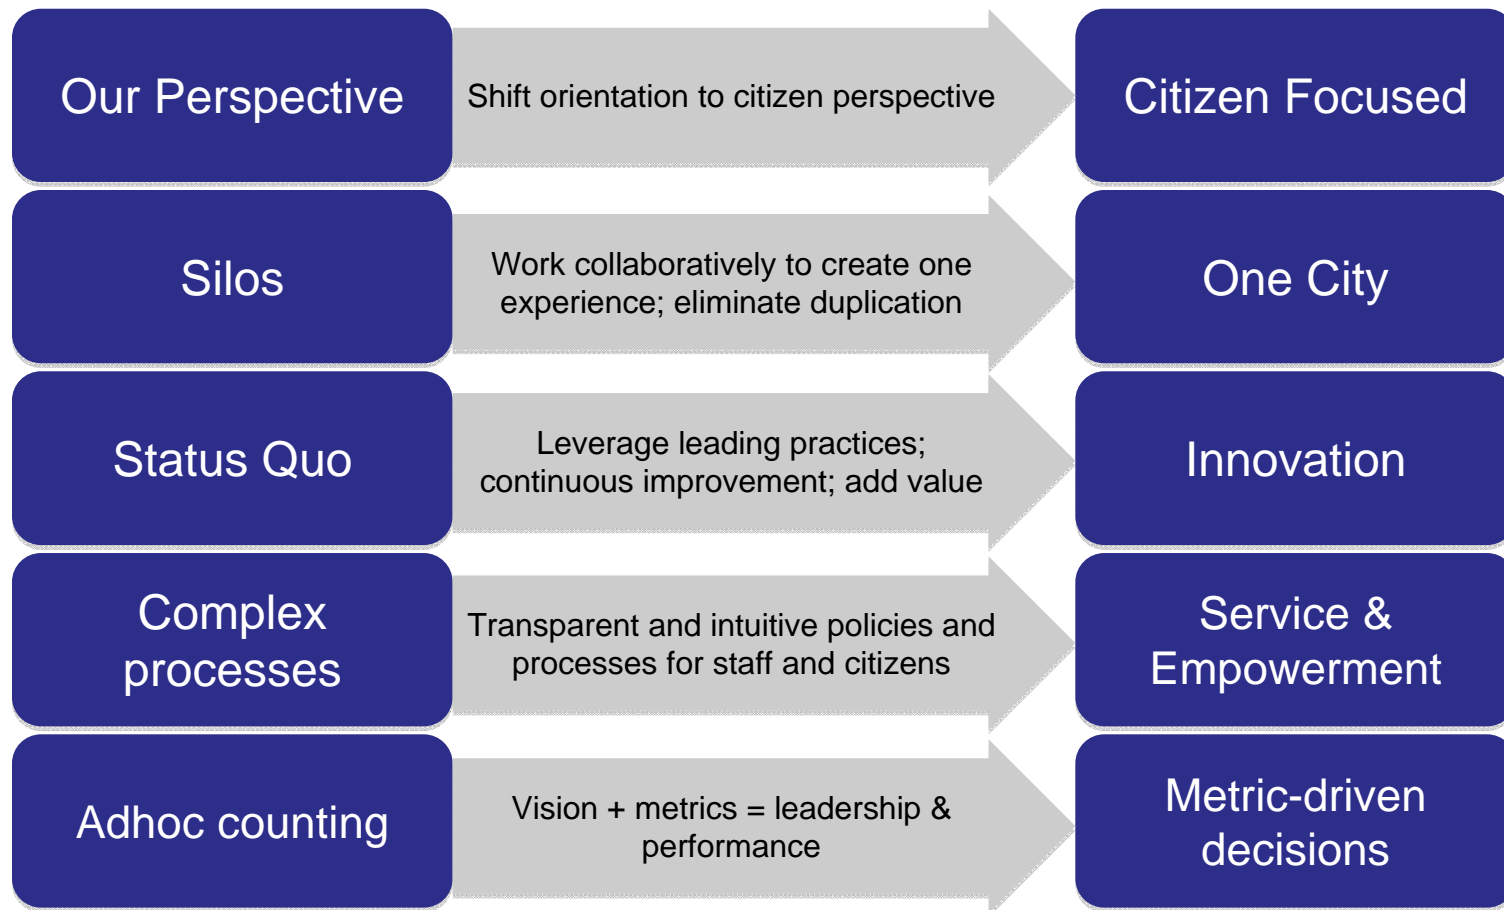 Our Perspective
Shift orientation to citizen perspective
Citizen Focused
Silos
Work collaboratively to create one
experience; eliminate duplication
One City
Status Quo
Leverage leading practices;
continuous improvement; add value
Innovation
Complex
processes
Transparent and intuitive policies and
processes for staff and citizens
Service &
Empowerment
Adhoc counting
Vision + metrics = leadership &
performance
Metric-driven
decisions